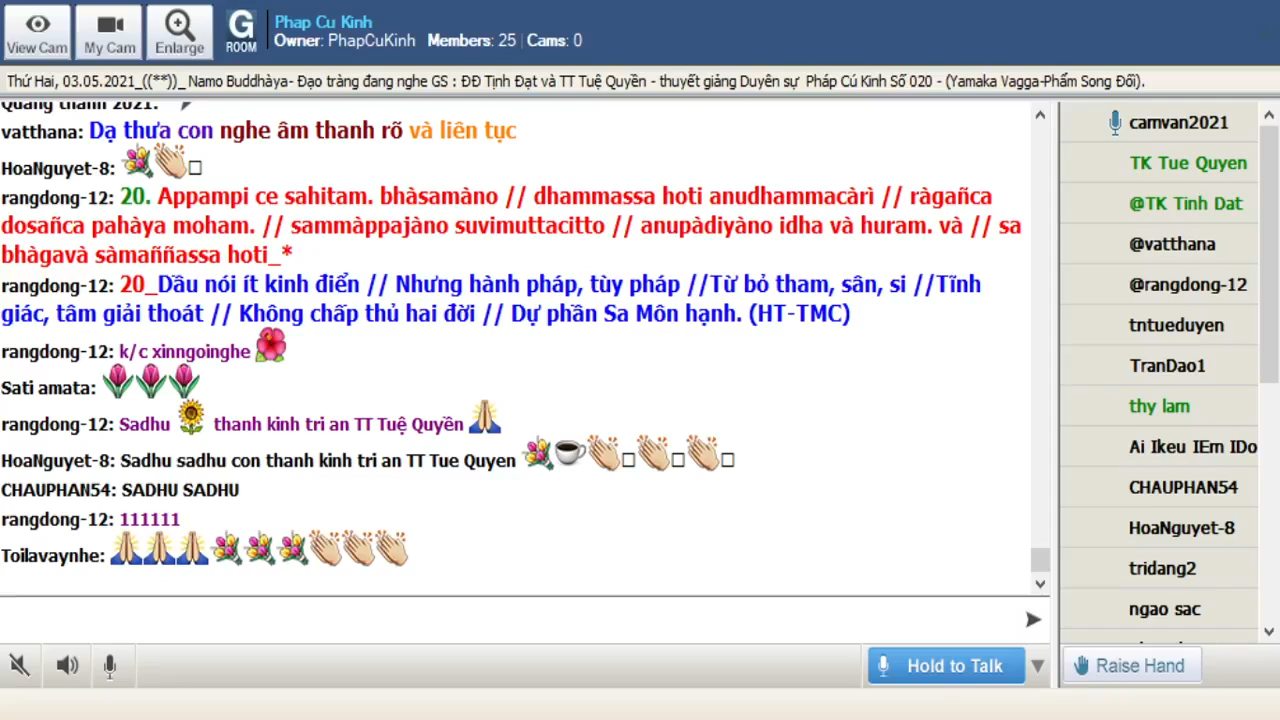 View Cam
My Cam
Enlarge
G
ROOM
Phap Cu Kinh
Owner: PhapCuKinh Members: 25 | Cams: 0
Thứ Hai, 03.05.2021_((**))_ Namo Buddhàya- Đạo tràng đang nghe GS : ĐĐ Tịnh Đạt và TT Tuệ Quyền - thuyết giảng Duyên sự Pháp Cú Kinh Số 020 - (Yamaka Vagga-Phẩm Song Đối).
2021.
vatthana: Dạ thưa con nghe âm thanh rõ và liên tục
HoaNguyet-8:
rangdong-12: 20. Appampi ce sahitam. bhàsamàno // dhammassa hoti anudhammacàrì // ràgañca
dosañca pahàya moham. // sammàppajàno suvimuttacitto // anupàdiyàno idha và huram. và // sa
bhàgavà sàmaññassa hoti_*
rangdong-12: 20_Dầu nói ít kinh điển // Nhưng hành pháp, tùy pháp //Từ bỏ tham, sân, si //Tĩnh
giác, tâm giải thoát // Không chấp thủ hai đời // Dự phần Sa Môn hạnh. (HT-TMC)
rangdong-12: k/c xinngoinghe
Sati amata:
rangdong-12: Sadhu thanh kinh tri an TT Tuệ Quyền
HoaNguyet-8: Sadhu sadhu con thanh kinh tri an TT Tue Quyen
CHAUPHAN54: SADHU SADHU
rangdong-12: 111111
Toilavaynhe:
camvan2021
TK Tue Quyen
@TK Tinh Dat
@vatthana
@rangdong-12
tntueduyen
TranDao1
thy lam
Ai Ikeu IEm IDo
CHAUPHAN54
HoaNguyet-8
tridang2
ngao sac
Hold to Talk
Raise Hand